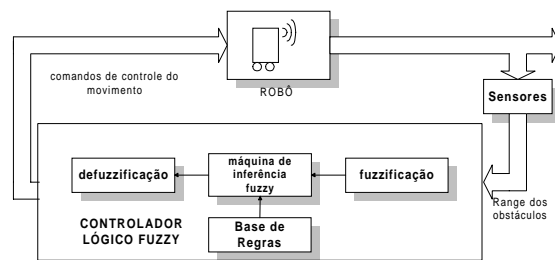 comandos de controle do
movimento
ROBÔ
Sensores
defuzzificação
máquina de
inferência
fuzzy
fuzzificação
Range dos
obstáculos
CONTROLADOR
LÓGICO FUZZY
Base de
Regras